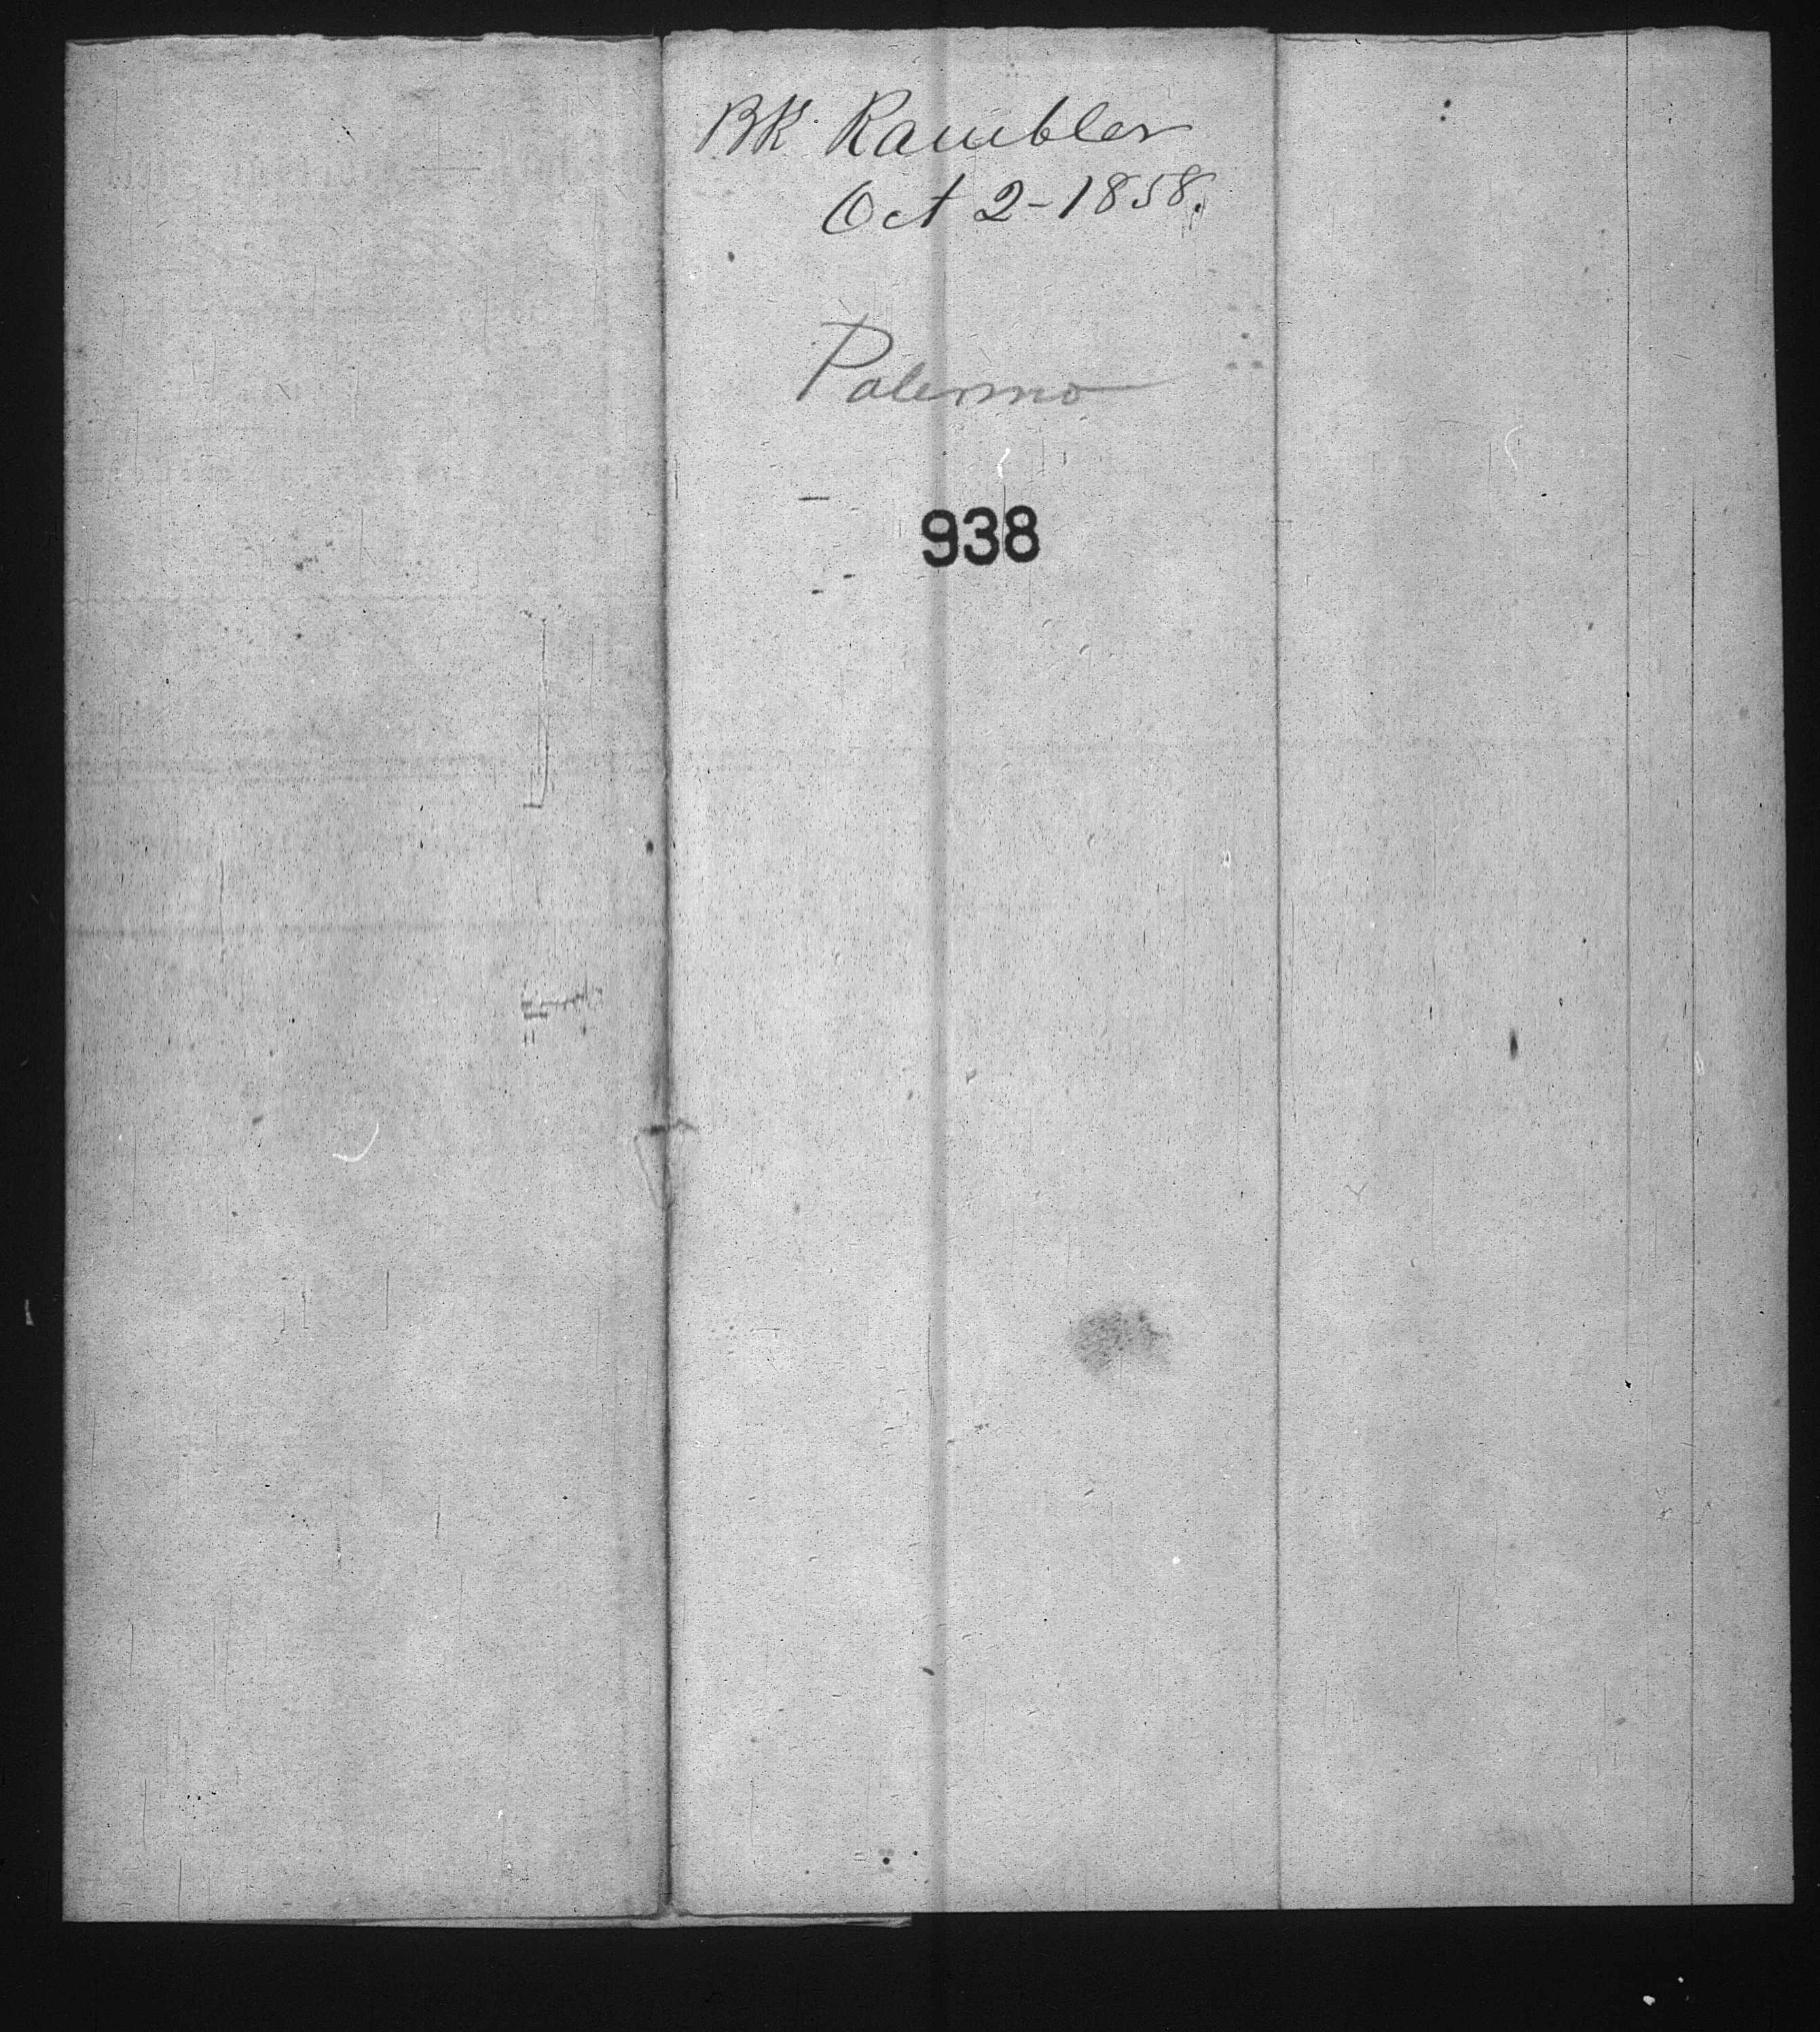 Bk Rambler
Oct 2-1858.
Palermo
938